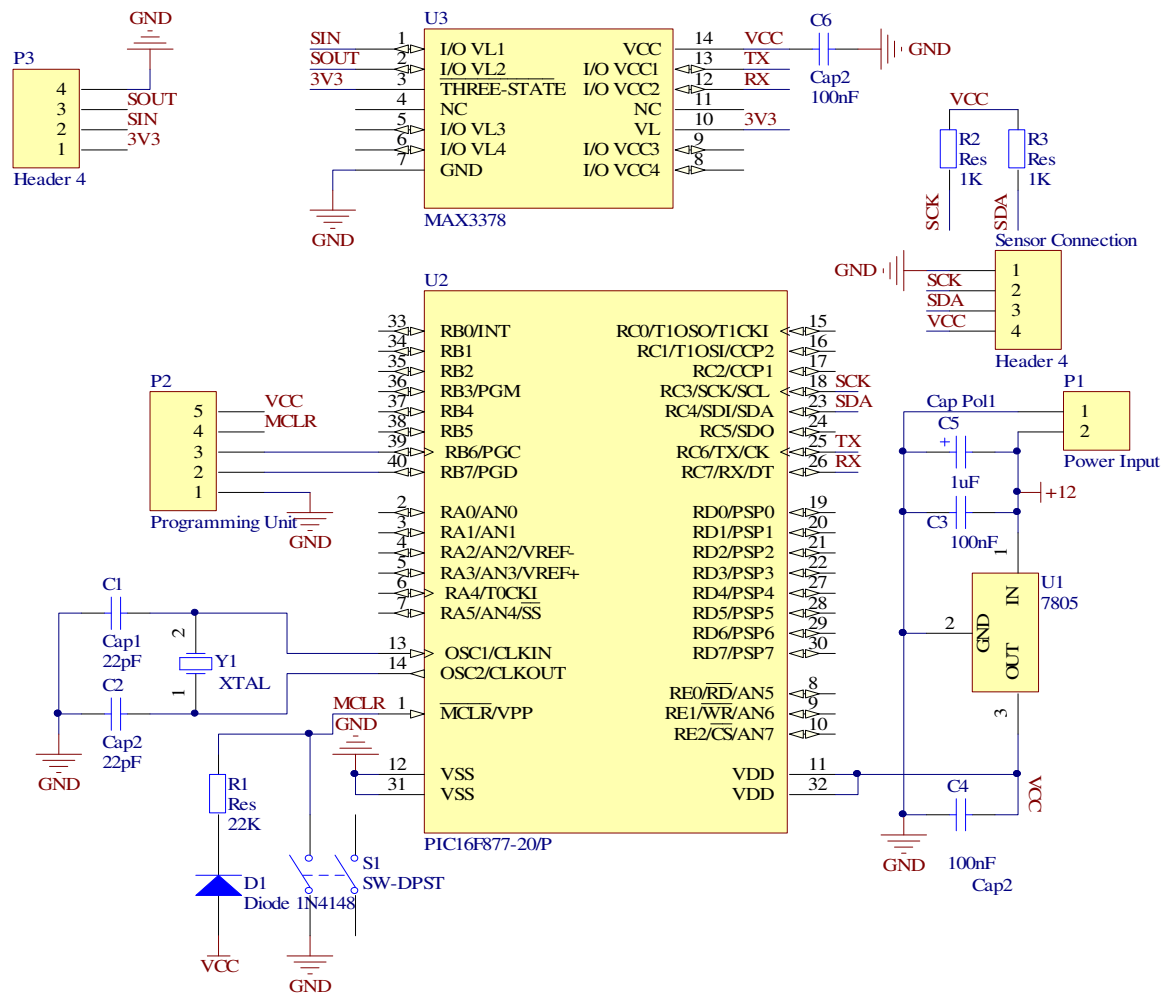 GND
P3
4
3
2
1
SOUT
SIN
3V3
Header 4
U3
SIN
SOUT
3V3
1
2
3
4
5
6
7
I/O VL1
I/O VL2
THREE-STATE
NC
I/O VL3
I/O VL4
GND
VCC
I/O VCC1
I/O VCC2
NC
VL
I/O VCC3
I/O VCC4
14
13
12
11
10
9
8
VCC
TX
RX
3V3
MAX3378
GND
C6
Cap2
100nF
GND
VCC
R2
Res
1K
R3
Res
1K
SCK
SDA
Sensor Connection
GND
SCK
SDA
VCC
1
2
3
4
Header 4
U2
33
34
35
36
37
38
39
40
RB0/INT
RB1
RB2
RB3/PGM
RB4
RB5
RB6/PGC
RB7/PGD
2
3
4
5
6
7
RA0/AN0
RA1/AN1
RA2/AN2/VREF-
RA3/AN3/VREF+
RA4/T0CKI
RA5/AN4/SS
13
14
OSC1/CLKIN
OSC2/CLKOUT
1
MCLR/VPP
12
31
VSS
VSS
RC0/T1OSO/T1CKI
RC1/T1OSI/CCP2
RC2/CCP1
RC3/SCK/SCL
RC4/SDI/SDA
RC5/SDO
RC6/TX/CK
RC7/RX/DT
15
16
17
18
23
24
25
26
SCK
SDA
TX
RX
RD0/PSP0
RD1/PSP1
RD2/PSP2
RD3/PSP3
RD4/PSP4
RD5/PSP5
RD6/PSP6
RD7/PSP7
19
20
21
22
27
28
29
30
RE0/RD/AN5
RE1/WR/AN6
RE2/CS/AN7
8
9
10
VDD
VDD
11
32
PIC16F877-20/P
P2
5
4
3
2
1
VCC
MCLR
Programming Unit
GND
C1
Cap1
22pF
C2
Cap2
22pF
GND
2
1
Y1
XTAL
MCLR
GND
R1
Res
22K
D1
Diode 1N4148
VCC
S1
SW-DPST
GND
P1
1
2
Power Input
Cap Pol1
C5
+
1uF
+12
C3
100nF
1
U1
7805
IN
GND
OUT
2
3
VCC
C4
100nF
Cap2
GND